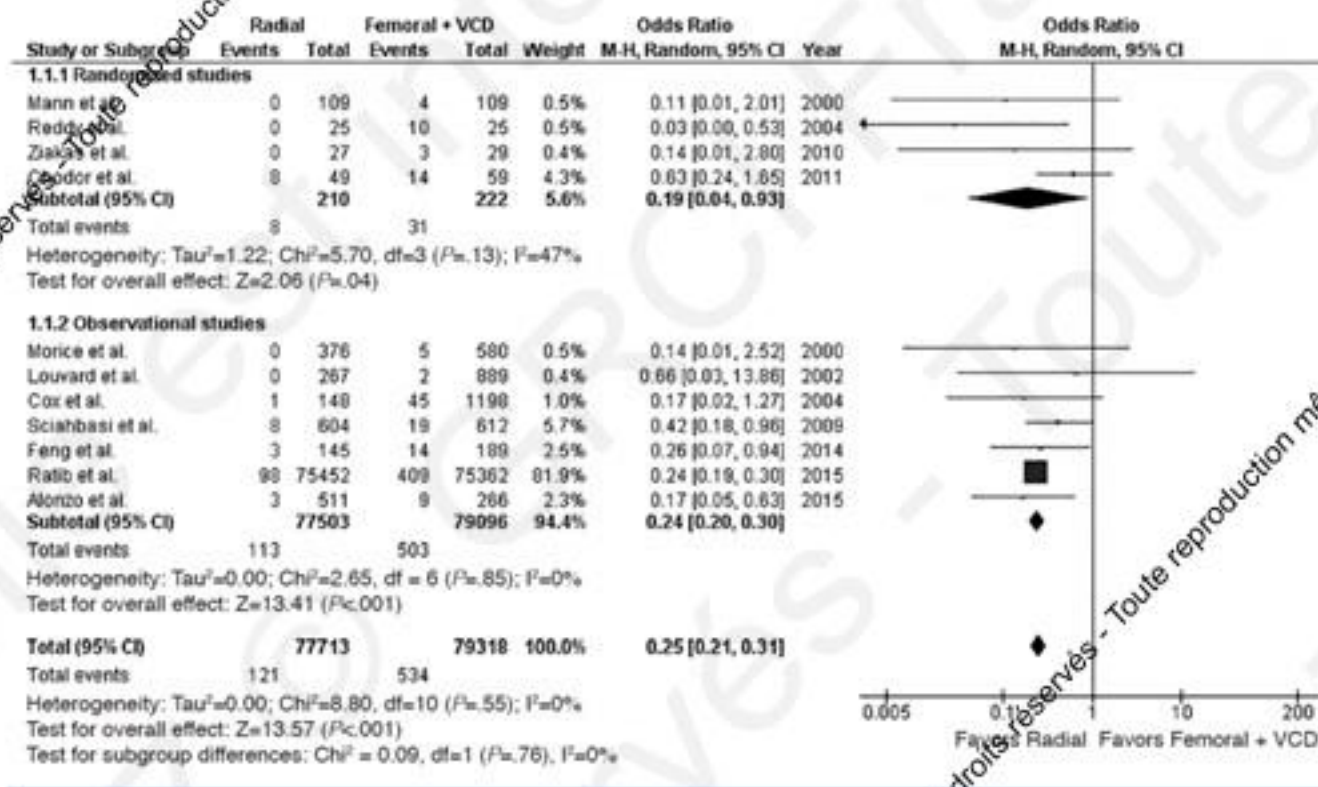 Radial Femoral + VCD Odds Ratio Odds Ratio
Study or Subgroup Events Total Events Total Weight M-H, Random, 95% CI Year M-H, Random, 95% CI
1.1.1 Randomized studies
Mann et al. 0 109 4 109 0.5% 0.11 [0.01, 2.01] 2000
Reddy et al. 0 25 10 25 0.5% 0.03 [0.00, 0.53] 2004
Ziakas et al. 0 27 3 29 0.4% 0.14 [0.01, 2.80] 2010
et al. 8 49 14 59 4.3% 0.63 [0.24, 1.65] 2011
Subtotal (95% CI) 210 222 5.6% 0.19 [0.04, 0.93]
Total events 8 31
Heterogeneity: Tau²=1.22; Chi²=5.70, df=3 (P=.13); I²=47%
Test for overall effect: Z=2.06 (P=.04)
1.1.2 Observational studies
Morice et al. 0 376 5 580 0.5% 0.14 [0.01, 2.52] 2000
Louvard et al. 0 267 2 889 0.4% 0.66 [0.03, 13.86] 2002
Cox et al. 1 148 45 1198 1.0% 0.17 [0.02, 1.27] 2004
Sciahbasi et al. 8 604 19 612 5.7% 0.42 [0.18, 0.96] 2009
Feng et al. 3 145 14 189 2.5% 0.26 [0.07, 0.94] 2014
Ratib et al. 98 75452 409 75362 81.9% 0.24 [0.19, 0.30] 2015
Alonzo et al. 3 511 9 266 2.3% 0.17 [0.05, 0.63] 2015
Subtotal (95% CI) 77503 79096 94.4% 0.24 [0.20, 0.30]
Total events 113 503
Heterogeneity: Tau²=0.00; Chi²=2.65, df = 6 (P=.85); I²=0%
Test for overall effect: Z=13.41 (P<.001)
Total (95% CI) 77713 79318 100.0% 0.25 [0.21, 0.31]
Total events 121 534
Heterogeneity: Tau²=0.00; Chi²=8.80, df=10 (P=.55); I²=0%
Test for overall effect: Z=13.57 (P<.001)
Test for subgroup differences: Chi² = 0.09, df=1 (P=.76), I²=0%
0.005 0.1 1 10 200
Favors Radial Favors Femoral + VCD
droits réservés - Toute reproduction